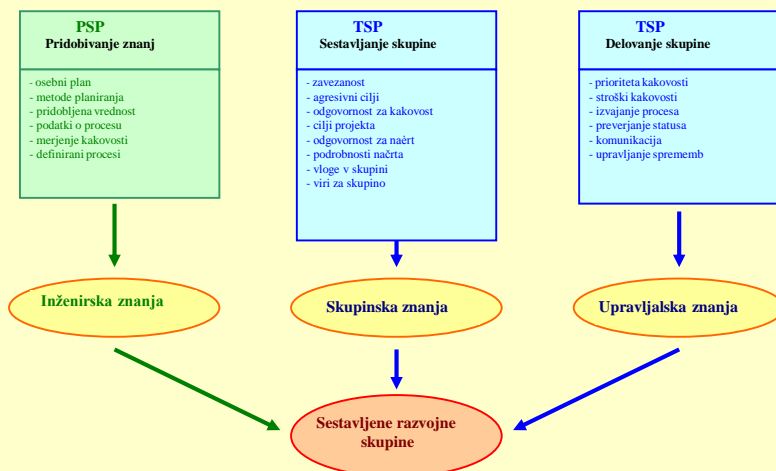 PSP
Pridobivanje znanj
- osebni plan
- metode planiranja
- pridobljena vrednost
- podatki o procesu
- merjenje kakovosti
- definirani procesi
TSP
Sestavljanje skupine
- zavezanost
- agresivni cilji
- odgovornost za kakovost
- cilji projekta
- odgovornost za naèrt
- podrobnosti načrta
- vloge v skupini
- viri za skupino
TSP
Delovanje skupine
- prioriteta kakovosti
- stroški kakovosti
- izvajanje procesa
- preverjanje statusa
- komunikacija
- upravljanje sprememb
Inženirska znanja
Skupinska znanja
Upravljalska znanja
Sestavljene razvojne
skupine